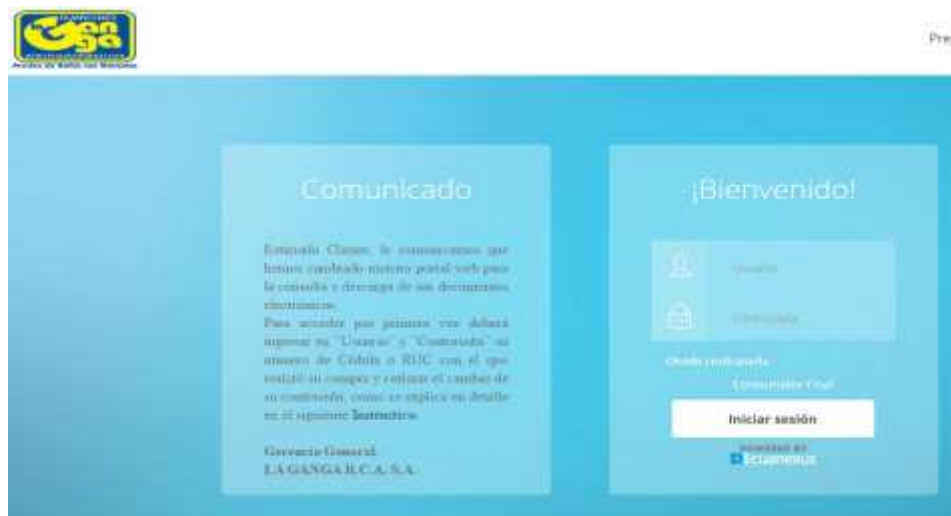 Ganga
Pre
Comunicado
¡Bienvenido!
Estimado Cliente, le comunicamos que
hemos cambiado nuestro portal web para
la consulta y descarga de sus documentos
electrónicos.
Para acceder por primera vez deberá
ingresar en "Usuario" y "Contraseña" su
número de Cédula o RUC con el que
realizó su compra y realizar el cambio de
su contraseña, como se explica en detalle
en el siguiente Instructivo
Gerencia General
LA GANGA R.C.A. S.A.
Usuario
Contraseña
Olvidé contraseña
Consumidor Final
Iniciar sesión
POWERED BY